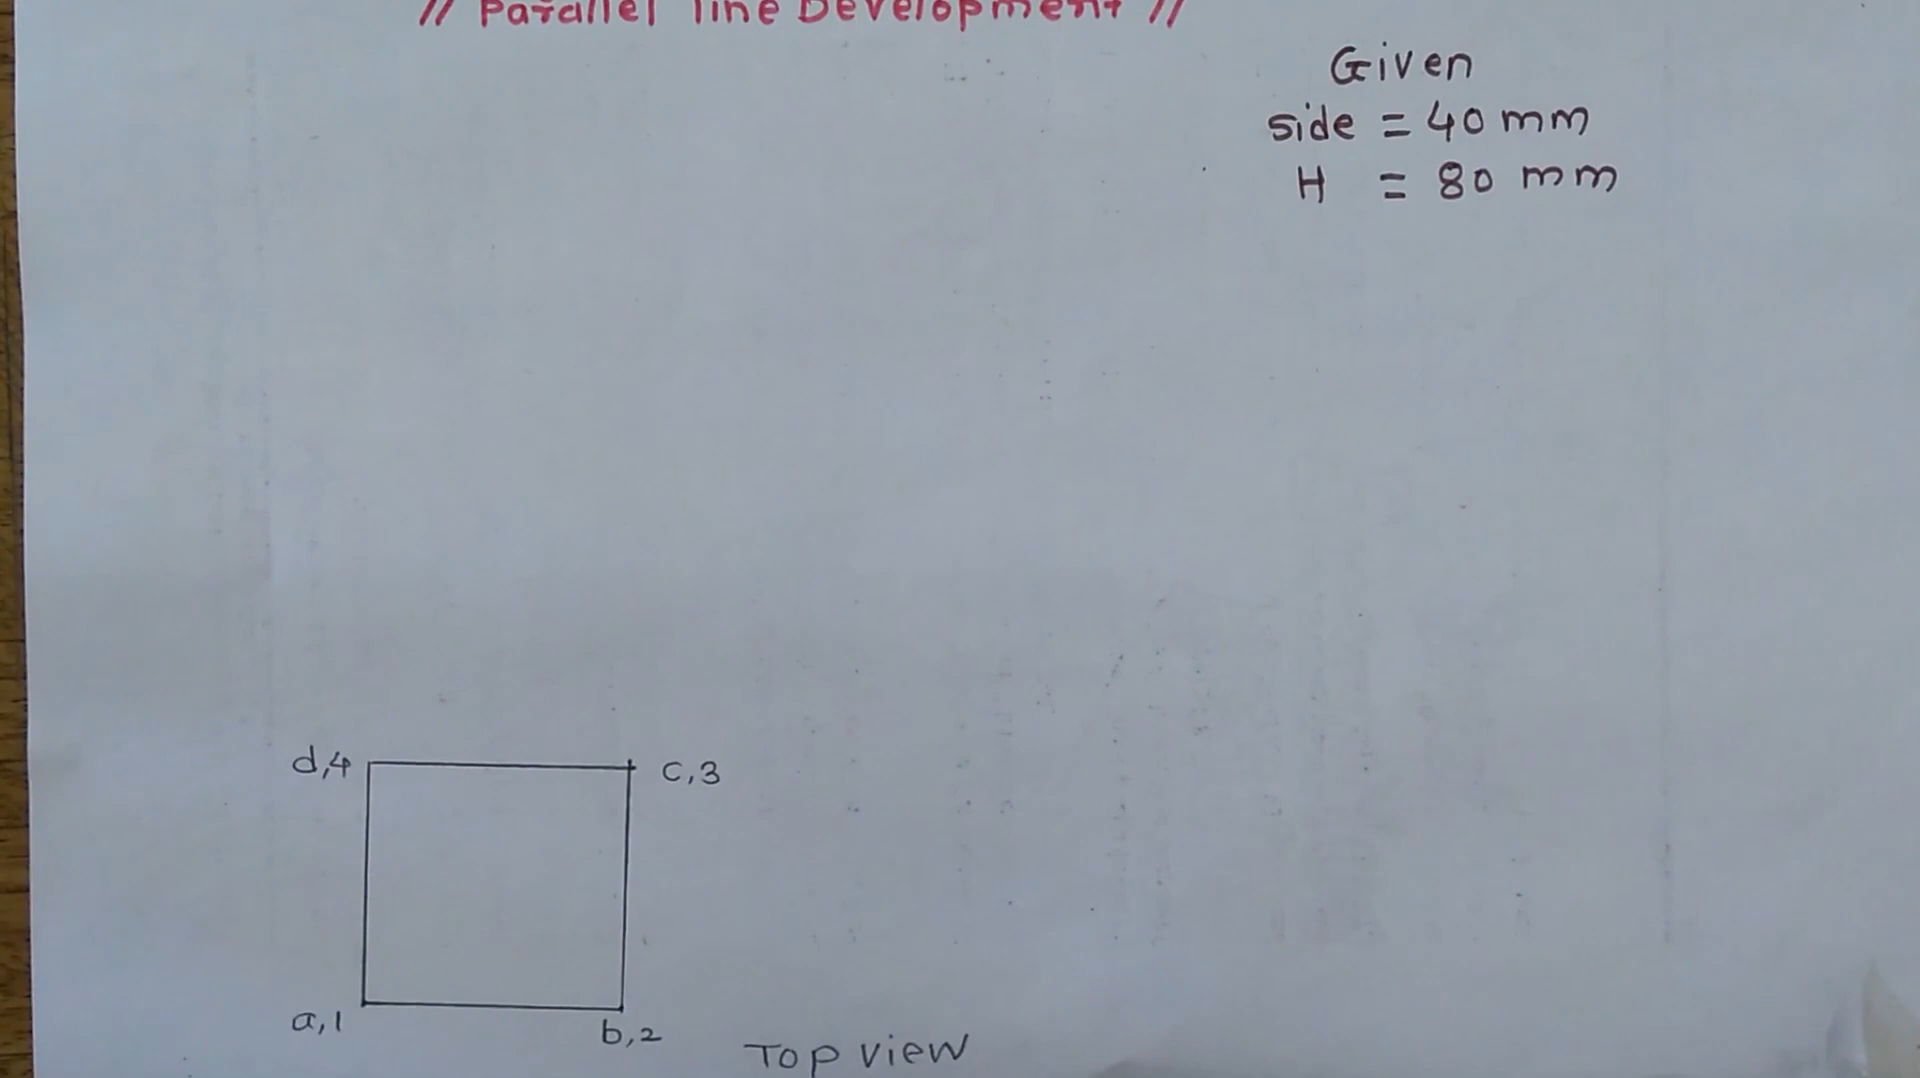 // Parallel line Development //
Given
side = 40 mm
H = 80 mm
d,4
c,3
a,1
b,2
Top view